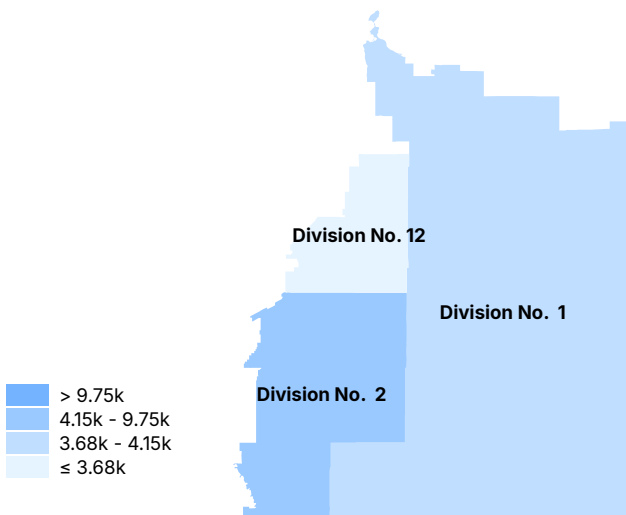 Division No. 12
Division No. 1
Division No. 2
> 9.75k
4.15k - 9.75k
3.68k - 4.15k
≤ 3.68k